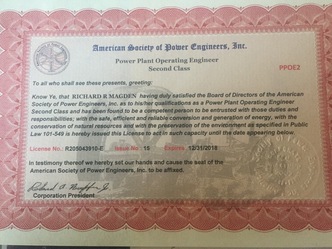 American Society of Power Engineers, Inc.
Power Plant Operating Engineer
Second Class
PPDE2
To all who shall see these presents, greeting:
Know Ye, that RICHARD R MAGDEN having duly satisfied the Board of Directors of the American
Society of Power Engineers, Inc. as to his/her qualifications as a Power Plant Operating Engineer
Second Class and has been found to be a competent person to be entrusted with those duties and
responsibilities; with the safe, efficient and reliable conversion and generation of energy, with the
conservation of natural resources and with the preservation of the environment as specified in Public
Law 101-549 is hereby issued this License to act in such capacity until the date appearing below.
License No.: R205043910-E Issue No.: 15 Expires 12/31/2018
In testimony thereof we hereby set our hands and cause the seal of the
American Society of Power Engineers, Inc. to be affixed.
Corporation President